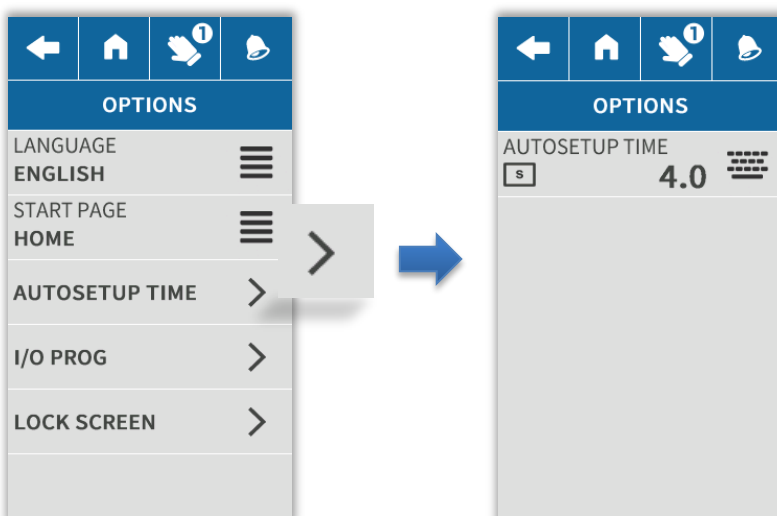 1
OPTIONS
LANGUAGE
ENGLISH
START PAGE
HOME
AUTOSETUP TIME
I/O PROG
LOCK SCREEN
1
OPTIONS
AUTOSETUP TIME
s 4.0